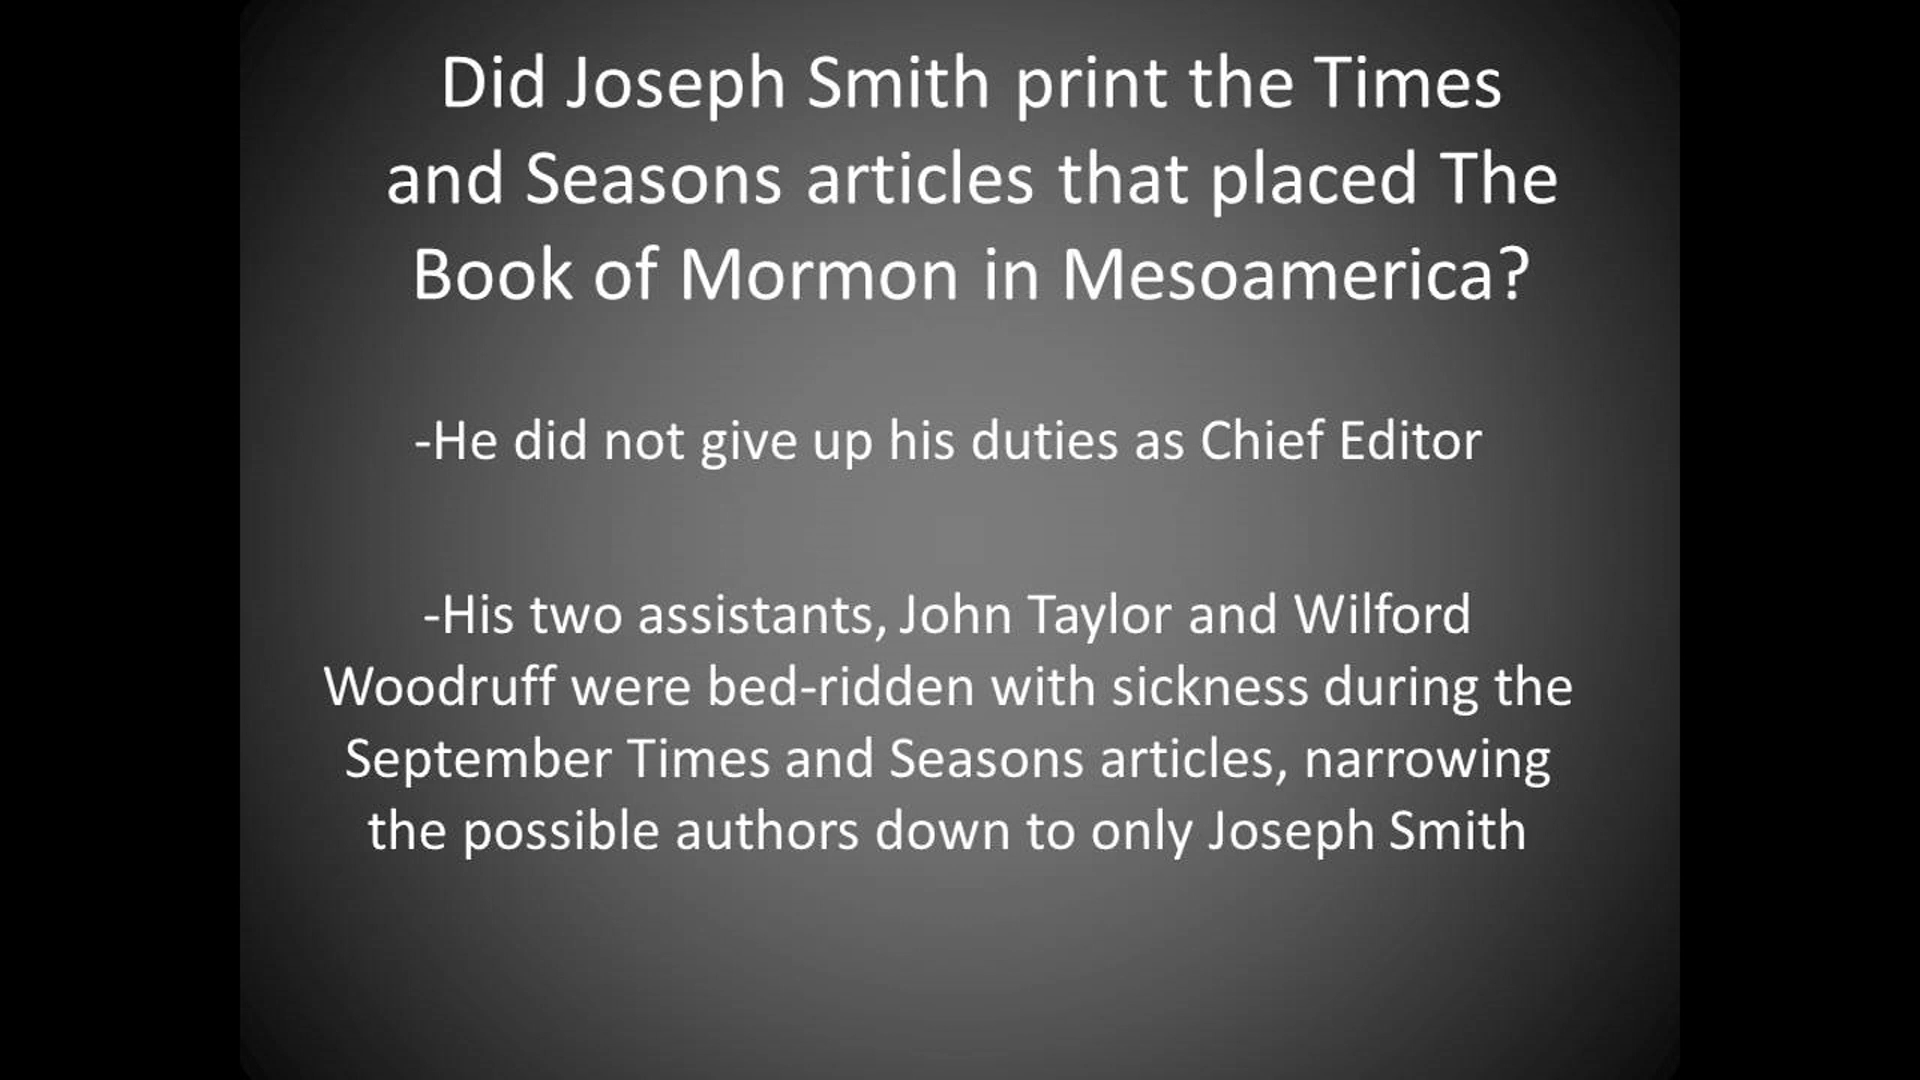 Did Joseph Smith print the Times
and Seasons articles that placed The
Book of Mormon in Mesoamerica?
-He did not give up his duties as Chief Editor
-His two assistants, John Taylor and Wilford
Woodruff were bed-ridden with sickness during the
September Times and Seasons articles, narrowing
the possible authors down to only Joseph Smith